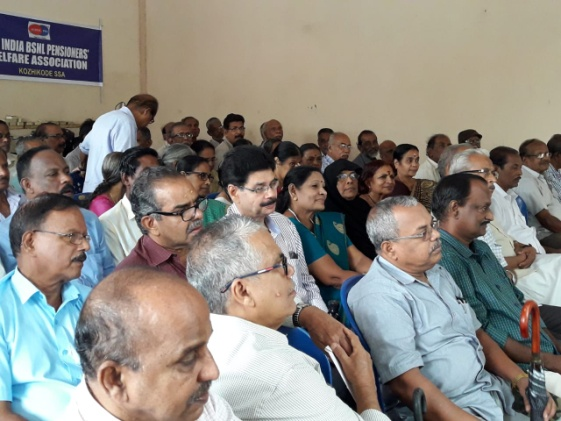 INDIA BSNL PENSIONERS'
ELFARE ASSOCIATION
KOZHIKODE SSA